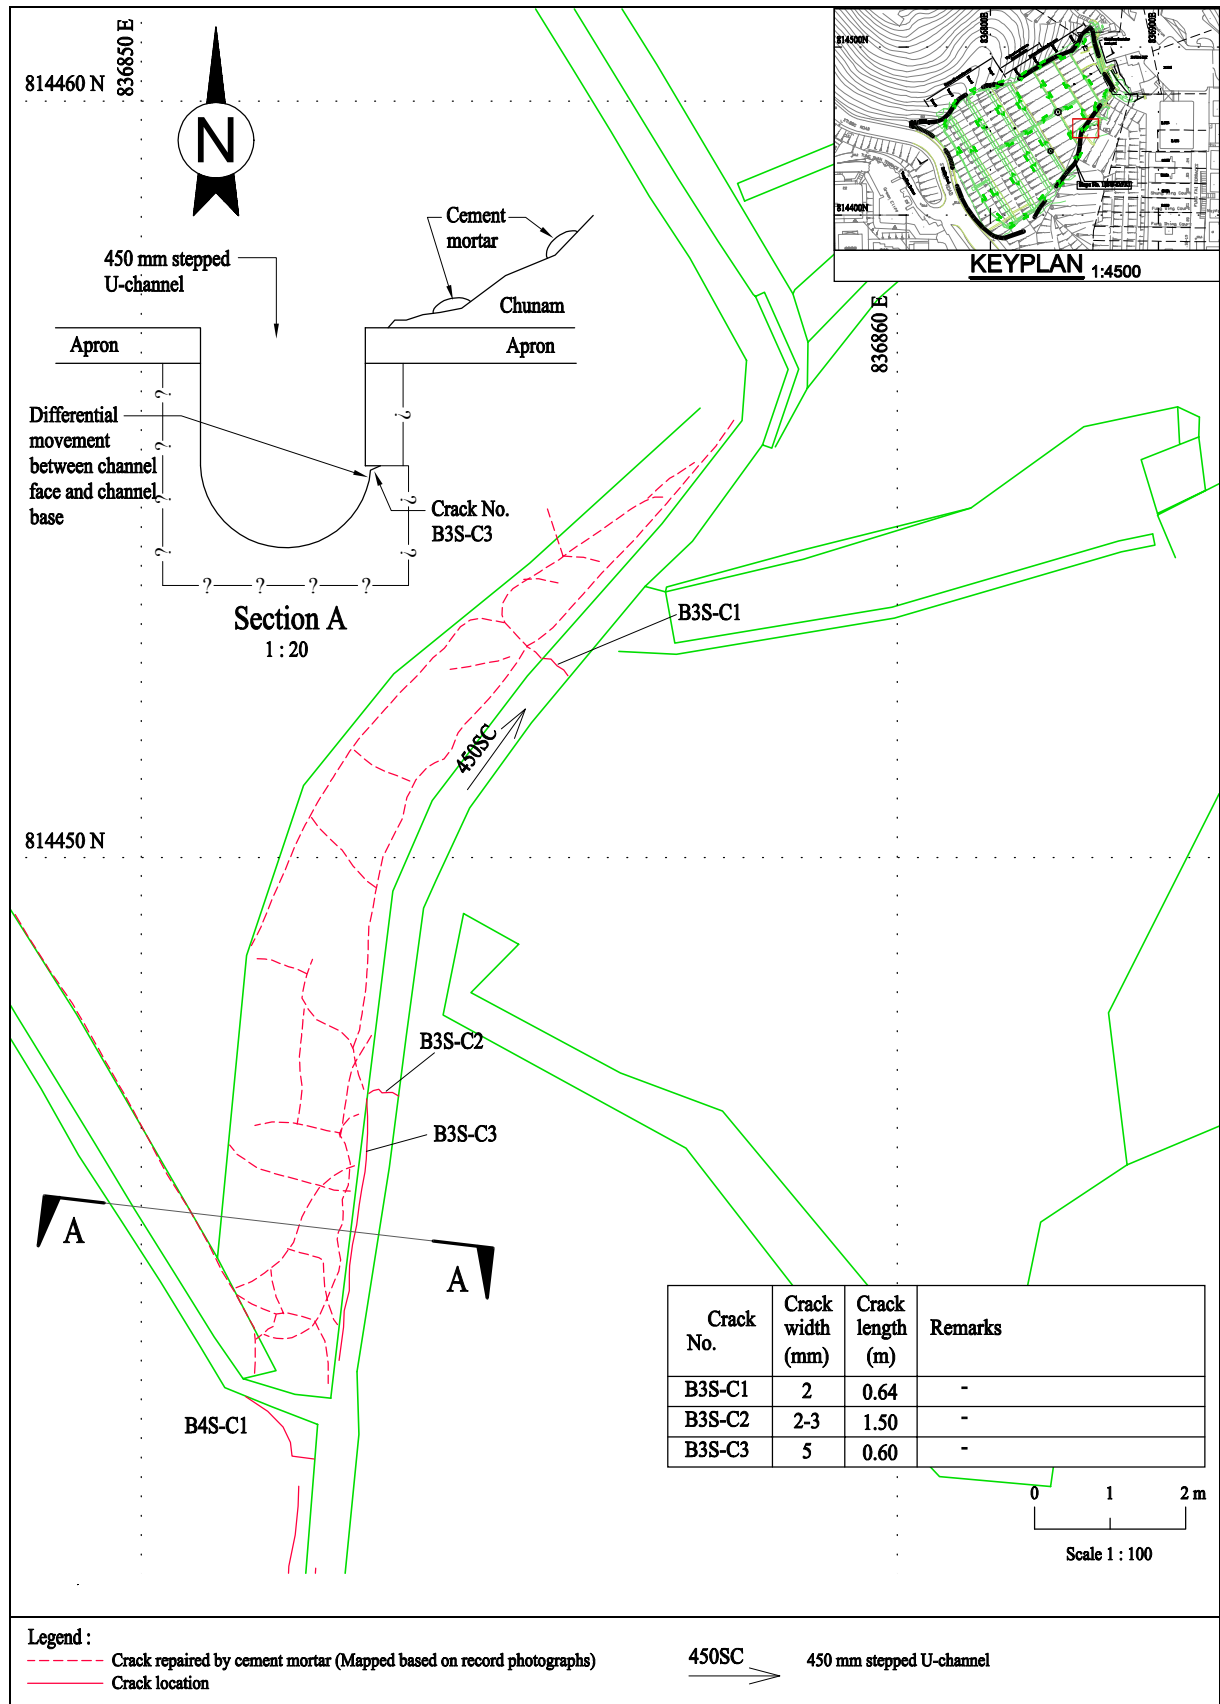 836850 E
814460 N
N
814500N
836800E
836900E
814400N
KEYPLAN 1:4500
Cement
mortar
450 mm stepped
U-channel
Chunam
Apron
Apron
836860 E
Differential
movement
between channel
face and channel
base
?
?
?
?
?
?
?
?
?
?
Crack No.
B3S-C3
Section A
1 : 20
B3S-C1
450SC
814450 N
B3S-C2
B3S-C3
A
A
B4S-C1
Crack No.
Crack width (mm)
Crack length (m)
Remarks
B3S-C1 2 0.64 -
B3S-C2 2-3 1.50 -
B3S-C3 5 0.60 -
0 1 2 m
Scale 1 : 100
Legend :
Crack repaired by cement mortar (Mapped based on record photographs)
Crack location
450SC
450 mm stepped U-channel